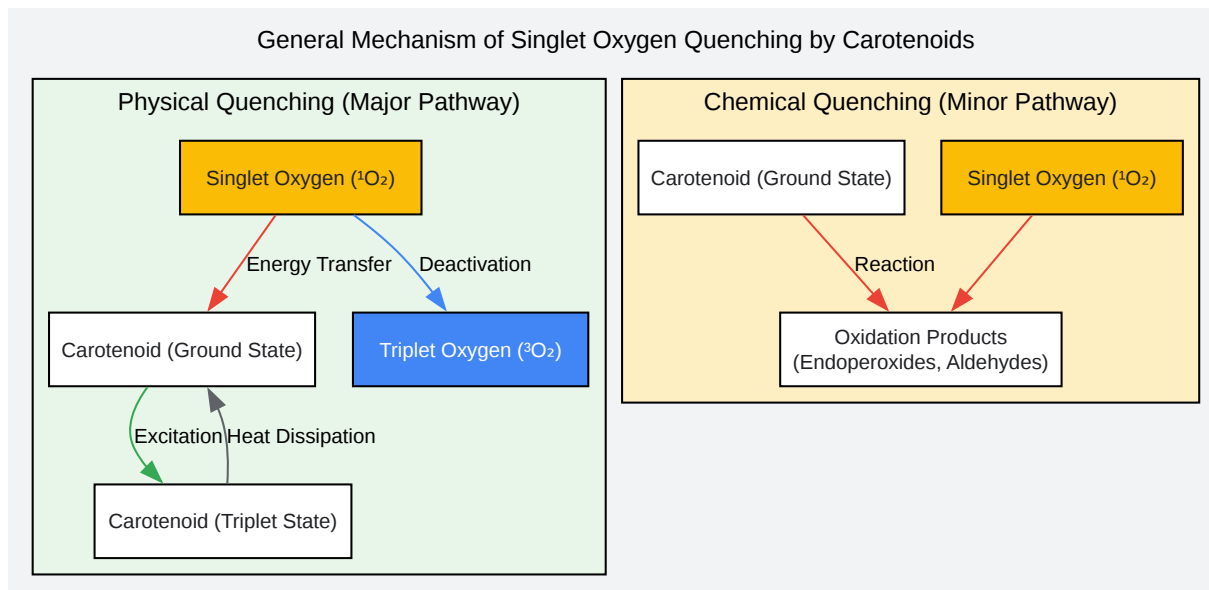 General Mechanism of Singlet Oxygen Quenching by Carotenoids
Physical Quenching (Major Pathway)
Singlet Oxygen (¹O₂)
Energy Transfer
Deactivation
Carotenoid (Ground State)
Triplet Oxygen (³O₂)
Excitation
Heat Dissipation
Carotenoid (Triplet State)
Chemical Quenching (Minor Pathway)
Carotenoid (Ground State)
Singlet Oxygen (¹O₂)
Reaction
Oxidation Products
(Endoperoxides, Aldehydes)